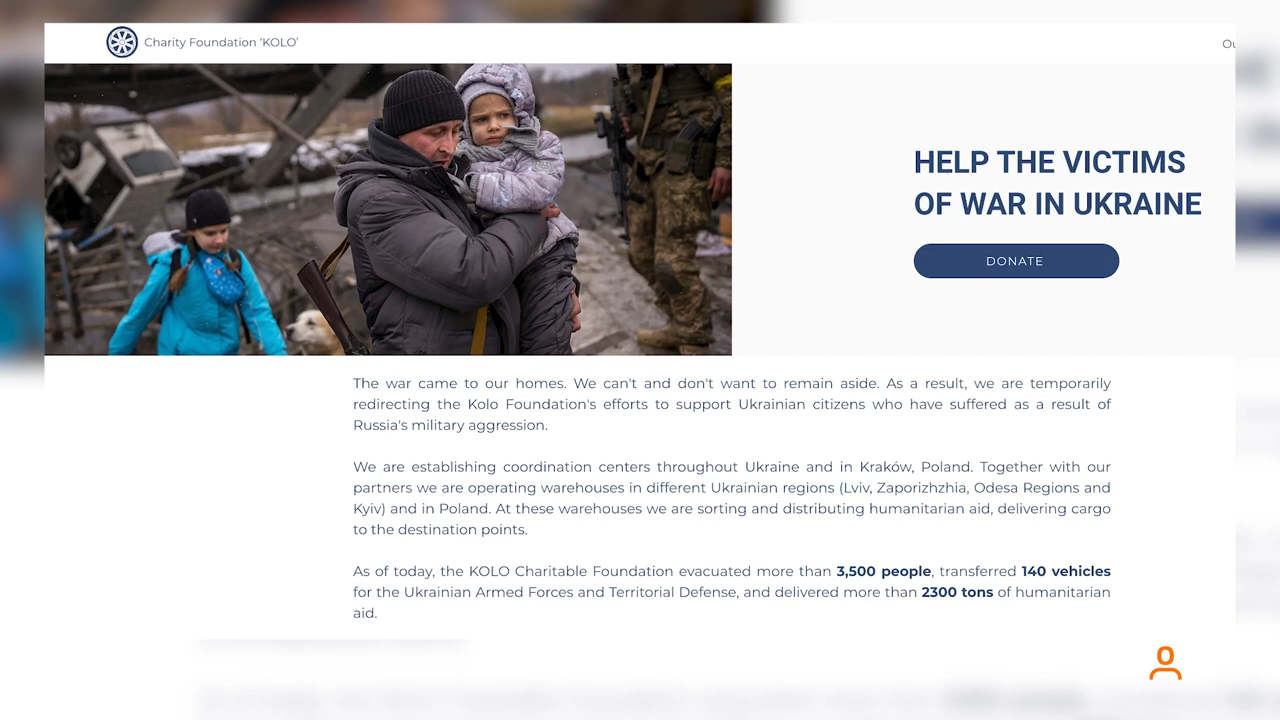 Charity Foundation ‘KOLO’
HELP THE VICTIMS
OF WAR IN UKRAINE
DONATE
The war came to our homes. We can't and don't want to remain aside. As a result, we are temporarily
redirecting the Kolo Foundation's efforts to support Ukrainian citizens who have suffered as a result of
Russia's military aggression.
We are establishing coordination centers throughout Ukraine and in Kraków, Poland. Together with our
partners we are operating warehouses in different Ukrainian regions (Lviv, Zaporizhzhia, Odesa Regions and
Kyiv) and in Poland. At these warehouses we are sorting and distributing humanitarian aid, delivering cargo
to the destination points.
As of today, the KOLO Charitable Foundation evacuated more than 3,500 people, transferred 140 vehicles
for the Ukrainian Armed Forces and Territorial Defense, and delivered more than 2300 tons of humanitarian
aid.